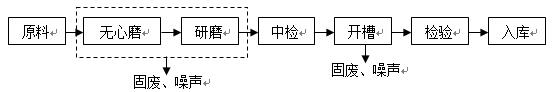 原料 无心磨 研磨 中检 开槽 检验 入库
固废、噪声 固废、噪声